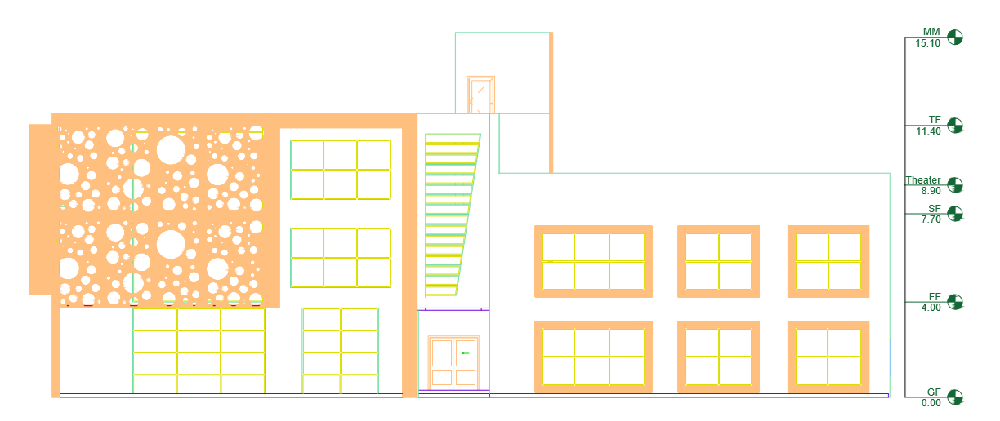 MM
15.10
TF
11.40
Theater
8.90
SF
7.70
FF
4.00
GF
0.00